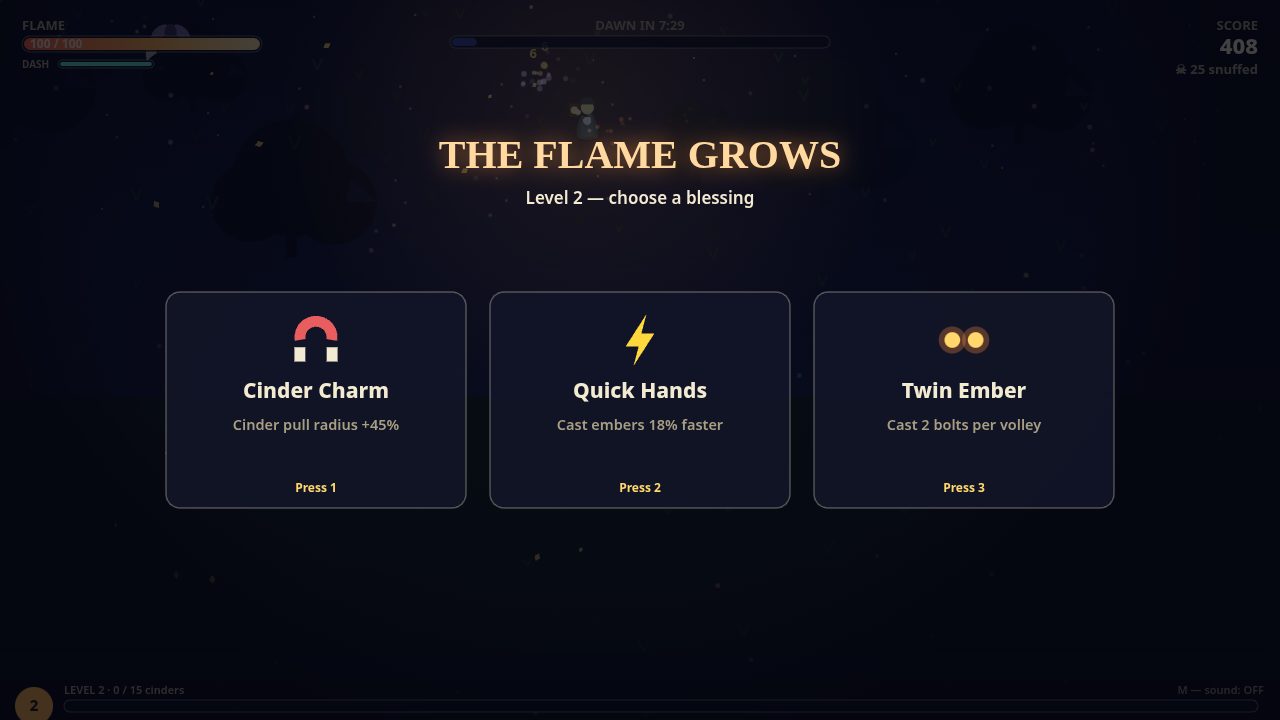 FLAME
100 / 100
DASH
DAWN IN 7:29
SCORE
408
☠ 25 snuffed
6
THE FLAME GROWS
Level 2 — choose a blessing
Cinder Charm
Cinder pull radius +45%
Press 1
Quick Hands
Cast embers 18% faster
Press 2
Twin Ember
Cast 2 bolts per volley
Press 3
2
LEVEL 2 · 0 / 15 cinders
M — sound: OFF